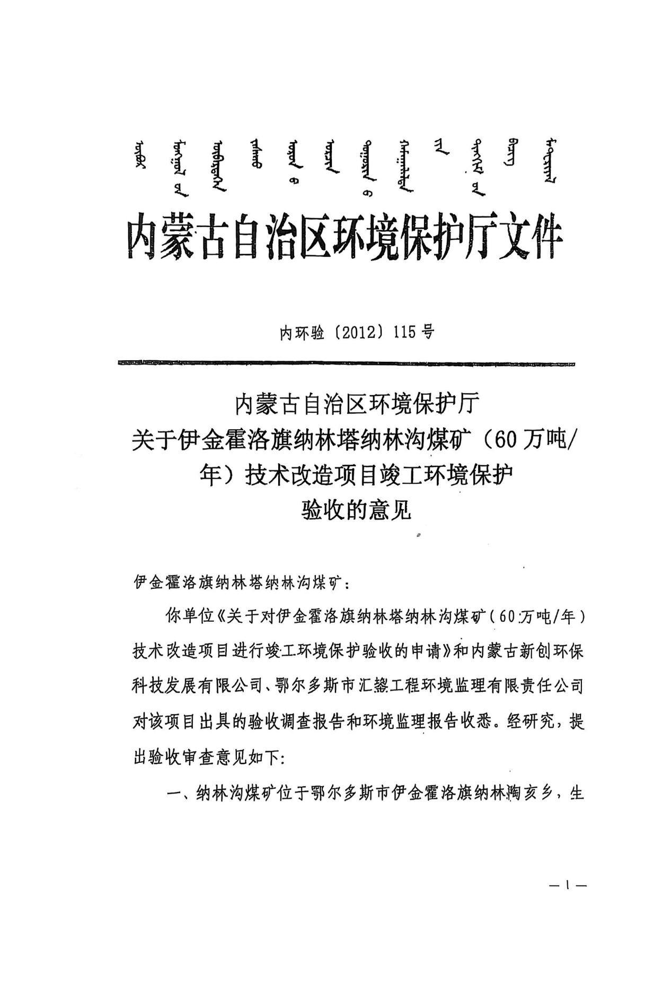 内蒙古自治区环境保护厅文件
内环验〔2012〕115号
内蒙古自治区环境保护厅
关于伊金霍洛旗纳林塔纳林沟煤矿（60万吨/
年）技术改造项目竣工环境保护
验收的意见
伊金霍洛旗纳林塔纳林沟煤矿：
你单位《关于对伊金霍洛旗纳林塔纳林沟煤矿(60万吨/年)
技术改造项目进行竣工环境保护验收的申请》和内蒙古新创环保
科技发展有限公司、鄂尔多斯市汇鋆工程环境监理有限责任公司
对该项目出具的验收调查报告和环境监理报告收悉。经研究，提
出验收审查意见如下：
一、纳林沟煤矿位于鄂尔多斯市伊金霍洛旗纳林陶亥乡，生
— 1 —